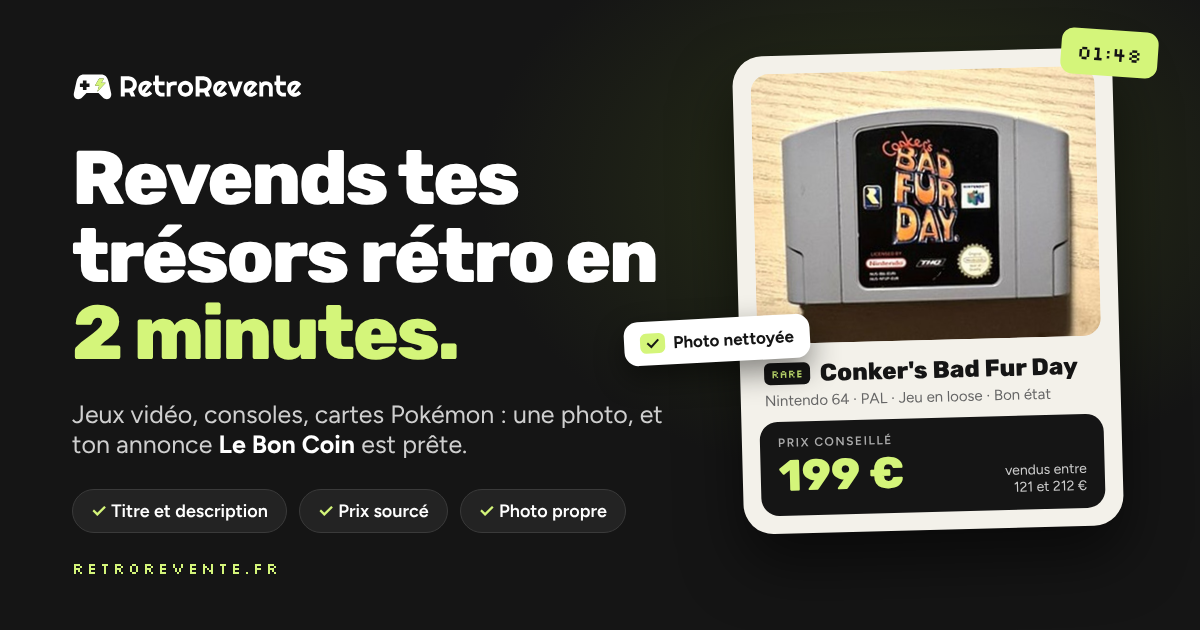 RetroRevente
Revends tes
trésors rétro en
2 minutes.
Jeux vidéo, consoles, cartes Pokémon : une photo, et
ton annonce Le Bon Coin est prête.
Titre et description
Prix sourcé
Photo propre
RETROREVENTE.FR
01:48
Conker's
BAD
FUR
DAY.
LICENSED BY
Nintendo
THQ
Photo nettoyée
RARE
Conker's Bad Fur Day
Nintendo 64 · PAL · Jeu en loose · Bon état
PRIX CONSEILLÉ
199 €
vendus entre
121 et 212 €